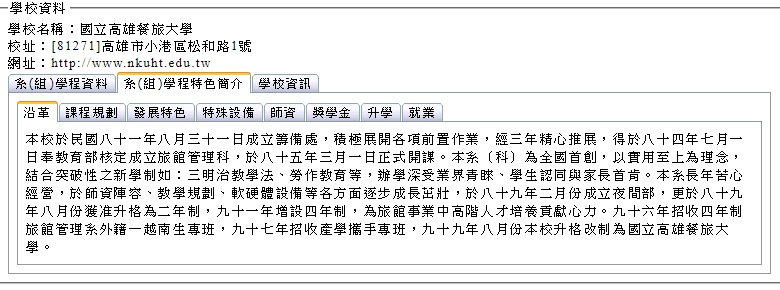 學校資料
學校名稱：國立高雄餐旅大學
校址：[81271]高雄市小港區松和路1號
網址：http://www.nkuht.edu.tw
系(組)學程資料 系(組)學程特色簡介 學校資訊
沿革 課程規劃 發展特色 特殊設備 師資 獎學金 升學 就業
本校於民國八十一年八月三十一日成立籌備處，積極展開各項前置作業，經三年精心推展，得於八十四年七月一
日奉教育部核定成立旅館管理科，於八十五年三月一日正式開課。本系〔科〕為全國首創，以實用至上為理念，
結合突破性之新學制如：三明治教學法、勞作教育等，辦學深受業界青睞、學生認同與家長首肯。本系長年苦心
經營，於師資陣容、教學規劃、軟硬體設備等各方面逐步成長茁壯，於八十九年二月份成立夜間部，更於八十九
年八月份獲准升格為二年制，九十一年增設四年制，為旅館事業中高階人才培養貢獻心力。九十六年招收四年制
旅館管理系外籍－越南生專班，九十七年招收產學攜手專班，九十九年八月份本校升格改制為國立高雄餐旅大
學。